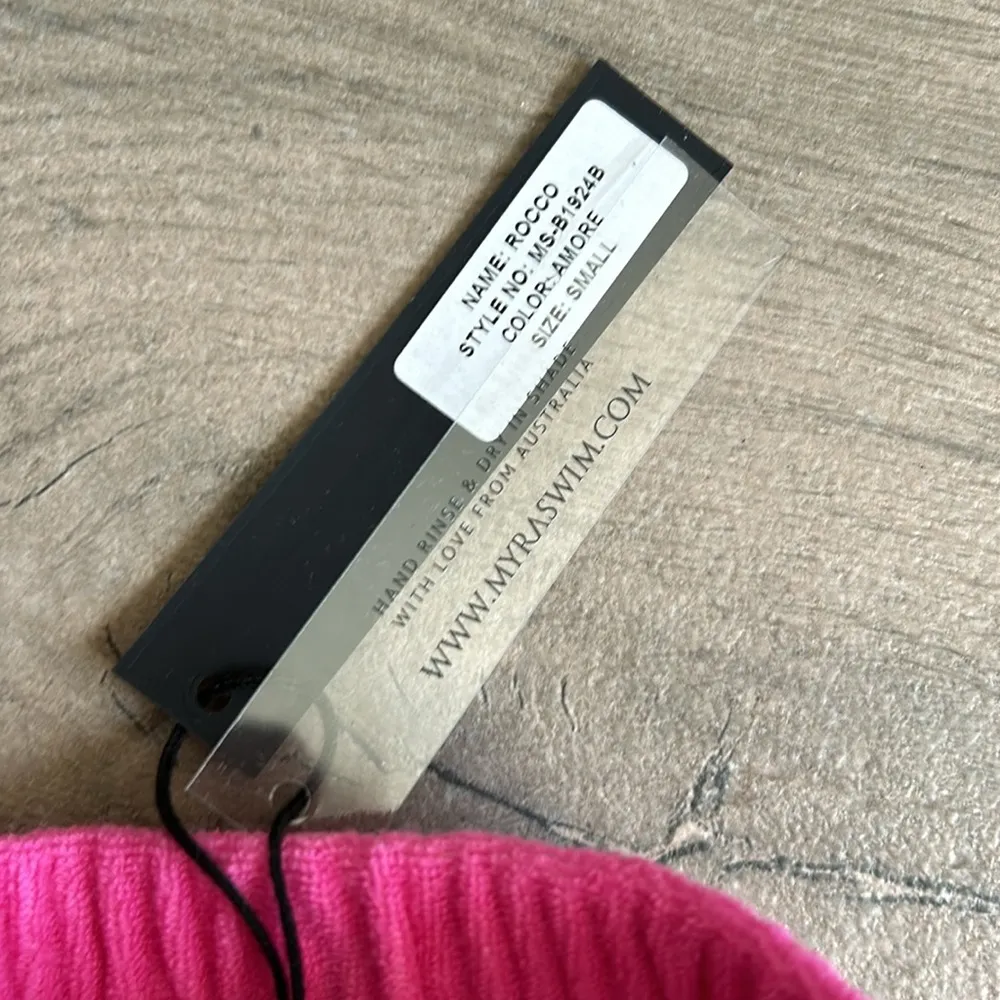 NAME: ROCCO
STYLE NO: MS-B1924B
COLOR: AMORE
SIZE: SMALL
HAND RINSE & DRY IN SHADE
WITH LOVE FROM AUSTRALIA
WWW.MYRASWIM.COM